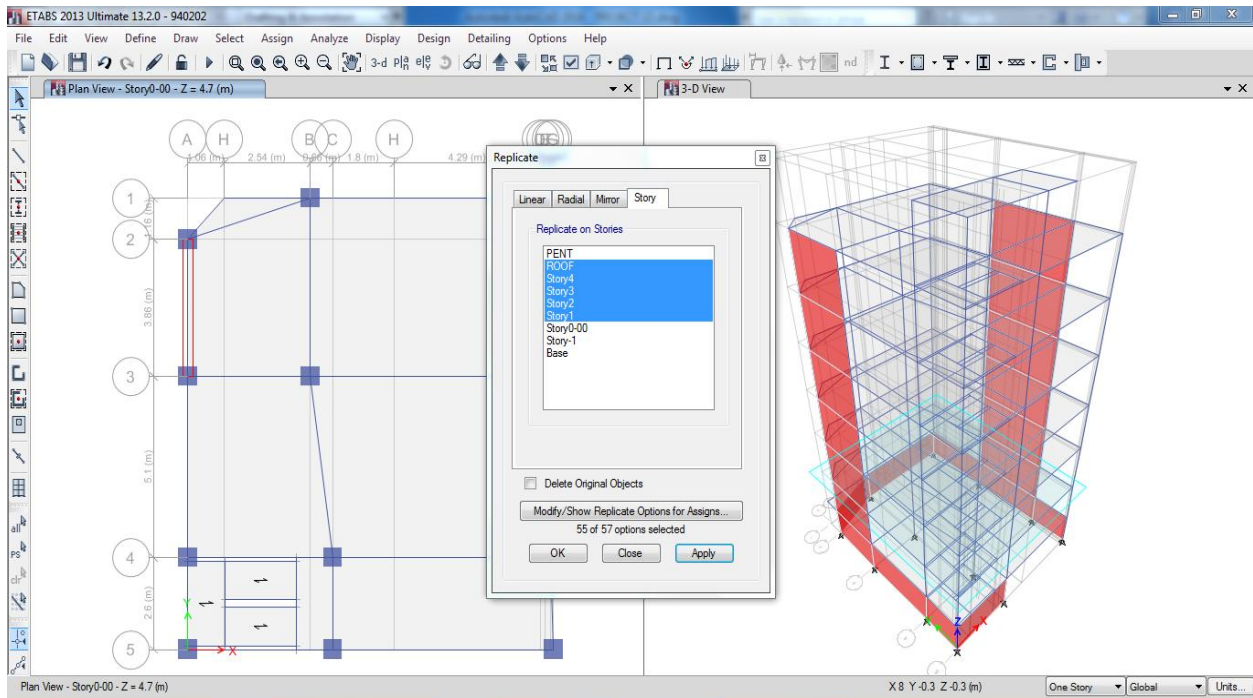 ETABS 2013 Ultimate 13.2.0 - 940202
File Edit View Define Draw Select Assign Analyze Display Design Detailing Options Help
3-d
nd
Plan View - Story0-00 - Z = 4.7 (m)
3-D View
A H B C H
2.54 (m) 1.8 (m) 4.29 (m)
1
2
3.86 (m)
3
5.1 (m)
4
2.6 (m)
5
Y
X
all
PS
clr
Replicate
Linear Radial Mirror Story
Replicate on Stories
PENT
ROOF
Story4
Story3
Story2
Story1
Story0-00
Story-1
Base
Delete Original Objects
Modify/Show Replicate Options for Assigns...
55 of 57 options selected
OK Close Apply
Z
X
Plan View - Story0-00 - Z = 4.7 (m)
X 8 Y -0.3 Z -0.3 (m)
One Story Global Units...